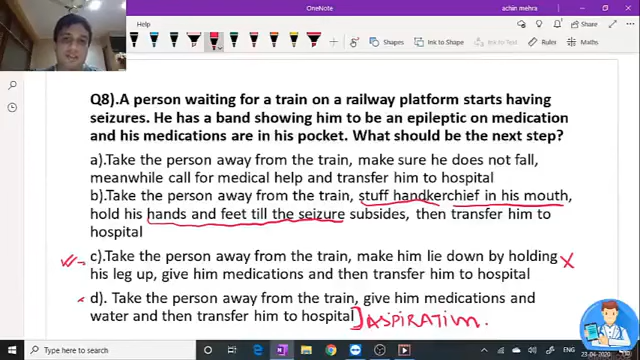 OneNote
achin mehra
Help
Share
Shapes
Ink to Shape
Ink to Text
Ruler
Maths
Q8).A person waiting for a train on a railway platform starts having
seizures. He has a band showing him to be an epileptic on medication
and his medications are in his pocket. What should be the next step?
a).Take the person away from the train, make sure he does not fall,
meanwhile call for medical help and transfer him to hospital
b).Take the person away from the train, stuff handkerchief in his mouth,
hold his hands and feet till the seizure subsides, then transfer him to
hospital
c).Take the person away from the train, make him lie down by holding
his leg up, give him medications and then transfer him to hospital
d). Take the person away from the train, give him medications and
water and then transfer him to hospital
ASPIRATION.
ENG
23-04-2020